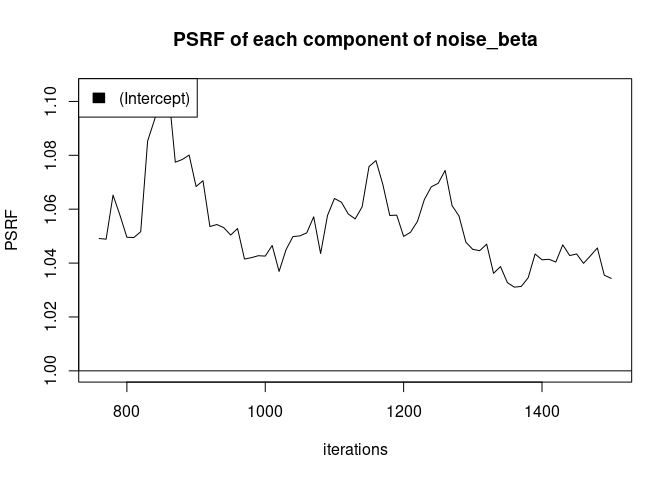 PSRF of each component of noise_beta
(Intercept)
PSRF
1.10
1.08
1.06
1.04
1.02
1.00
800 1000 1200 1400
iterations